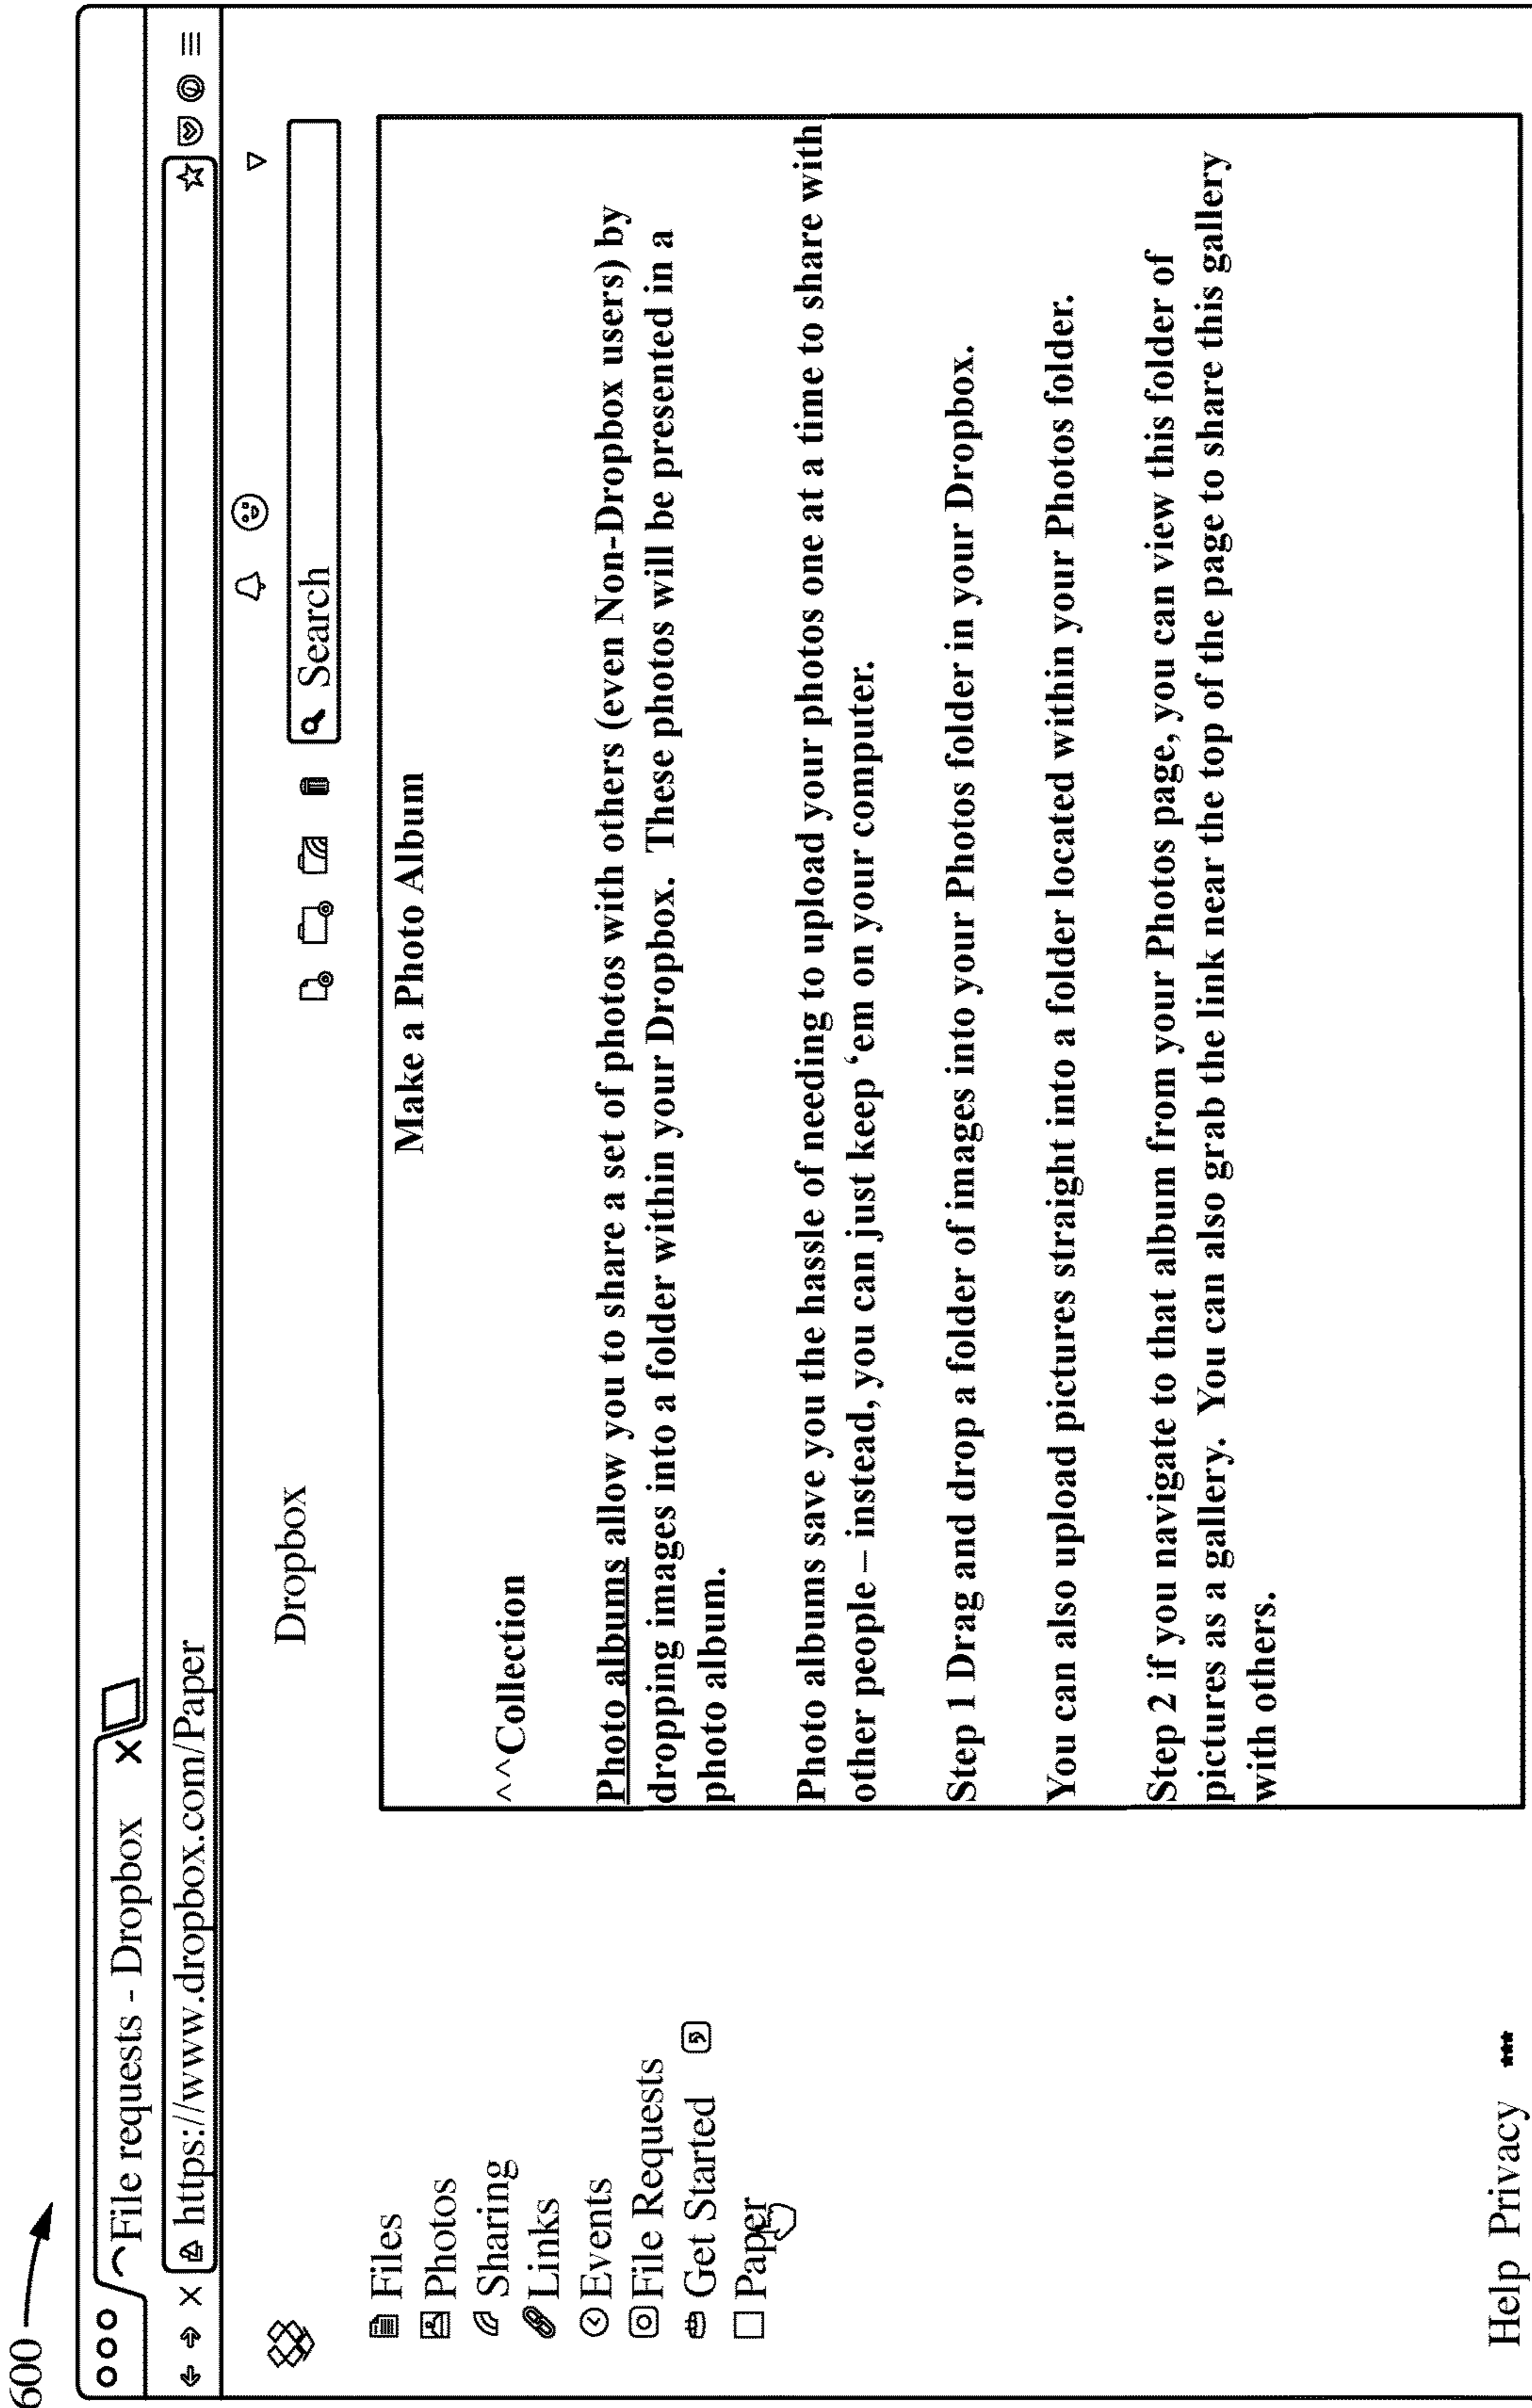 600
File requests - Dropbox X
https://www.dropbox.com/Paper
Dropbox
Search
Files
Photos
Sharing
Links
Events
File Requests
Get Started
Paper
Make a Photo Album
^^Collection
Photo albums allow you to share a set of photos with others (even Non-Dropbox users) by
dropping images into a folder within your Dropbox. These photos will be presented in a
photo album.
Photo albums save you the hassle of needing to upload your photos one at a time to share with
other people – instead, you can just keep ‘em on your computer.
Step 1 Drag and drop a folder of images into your Photos folder in your Dropbox.
You can also upload pictures straight into a folder located within your Photos folder.
Step 2 if you navigate to that album from your Photos page, you can view this folder of
pictures as a gallery. You can also grab the link near the top of the page to share this gallery
with others.
Help Privacy